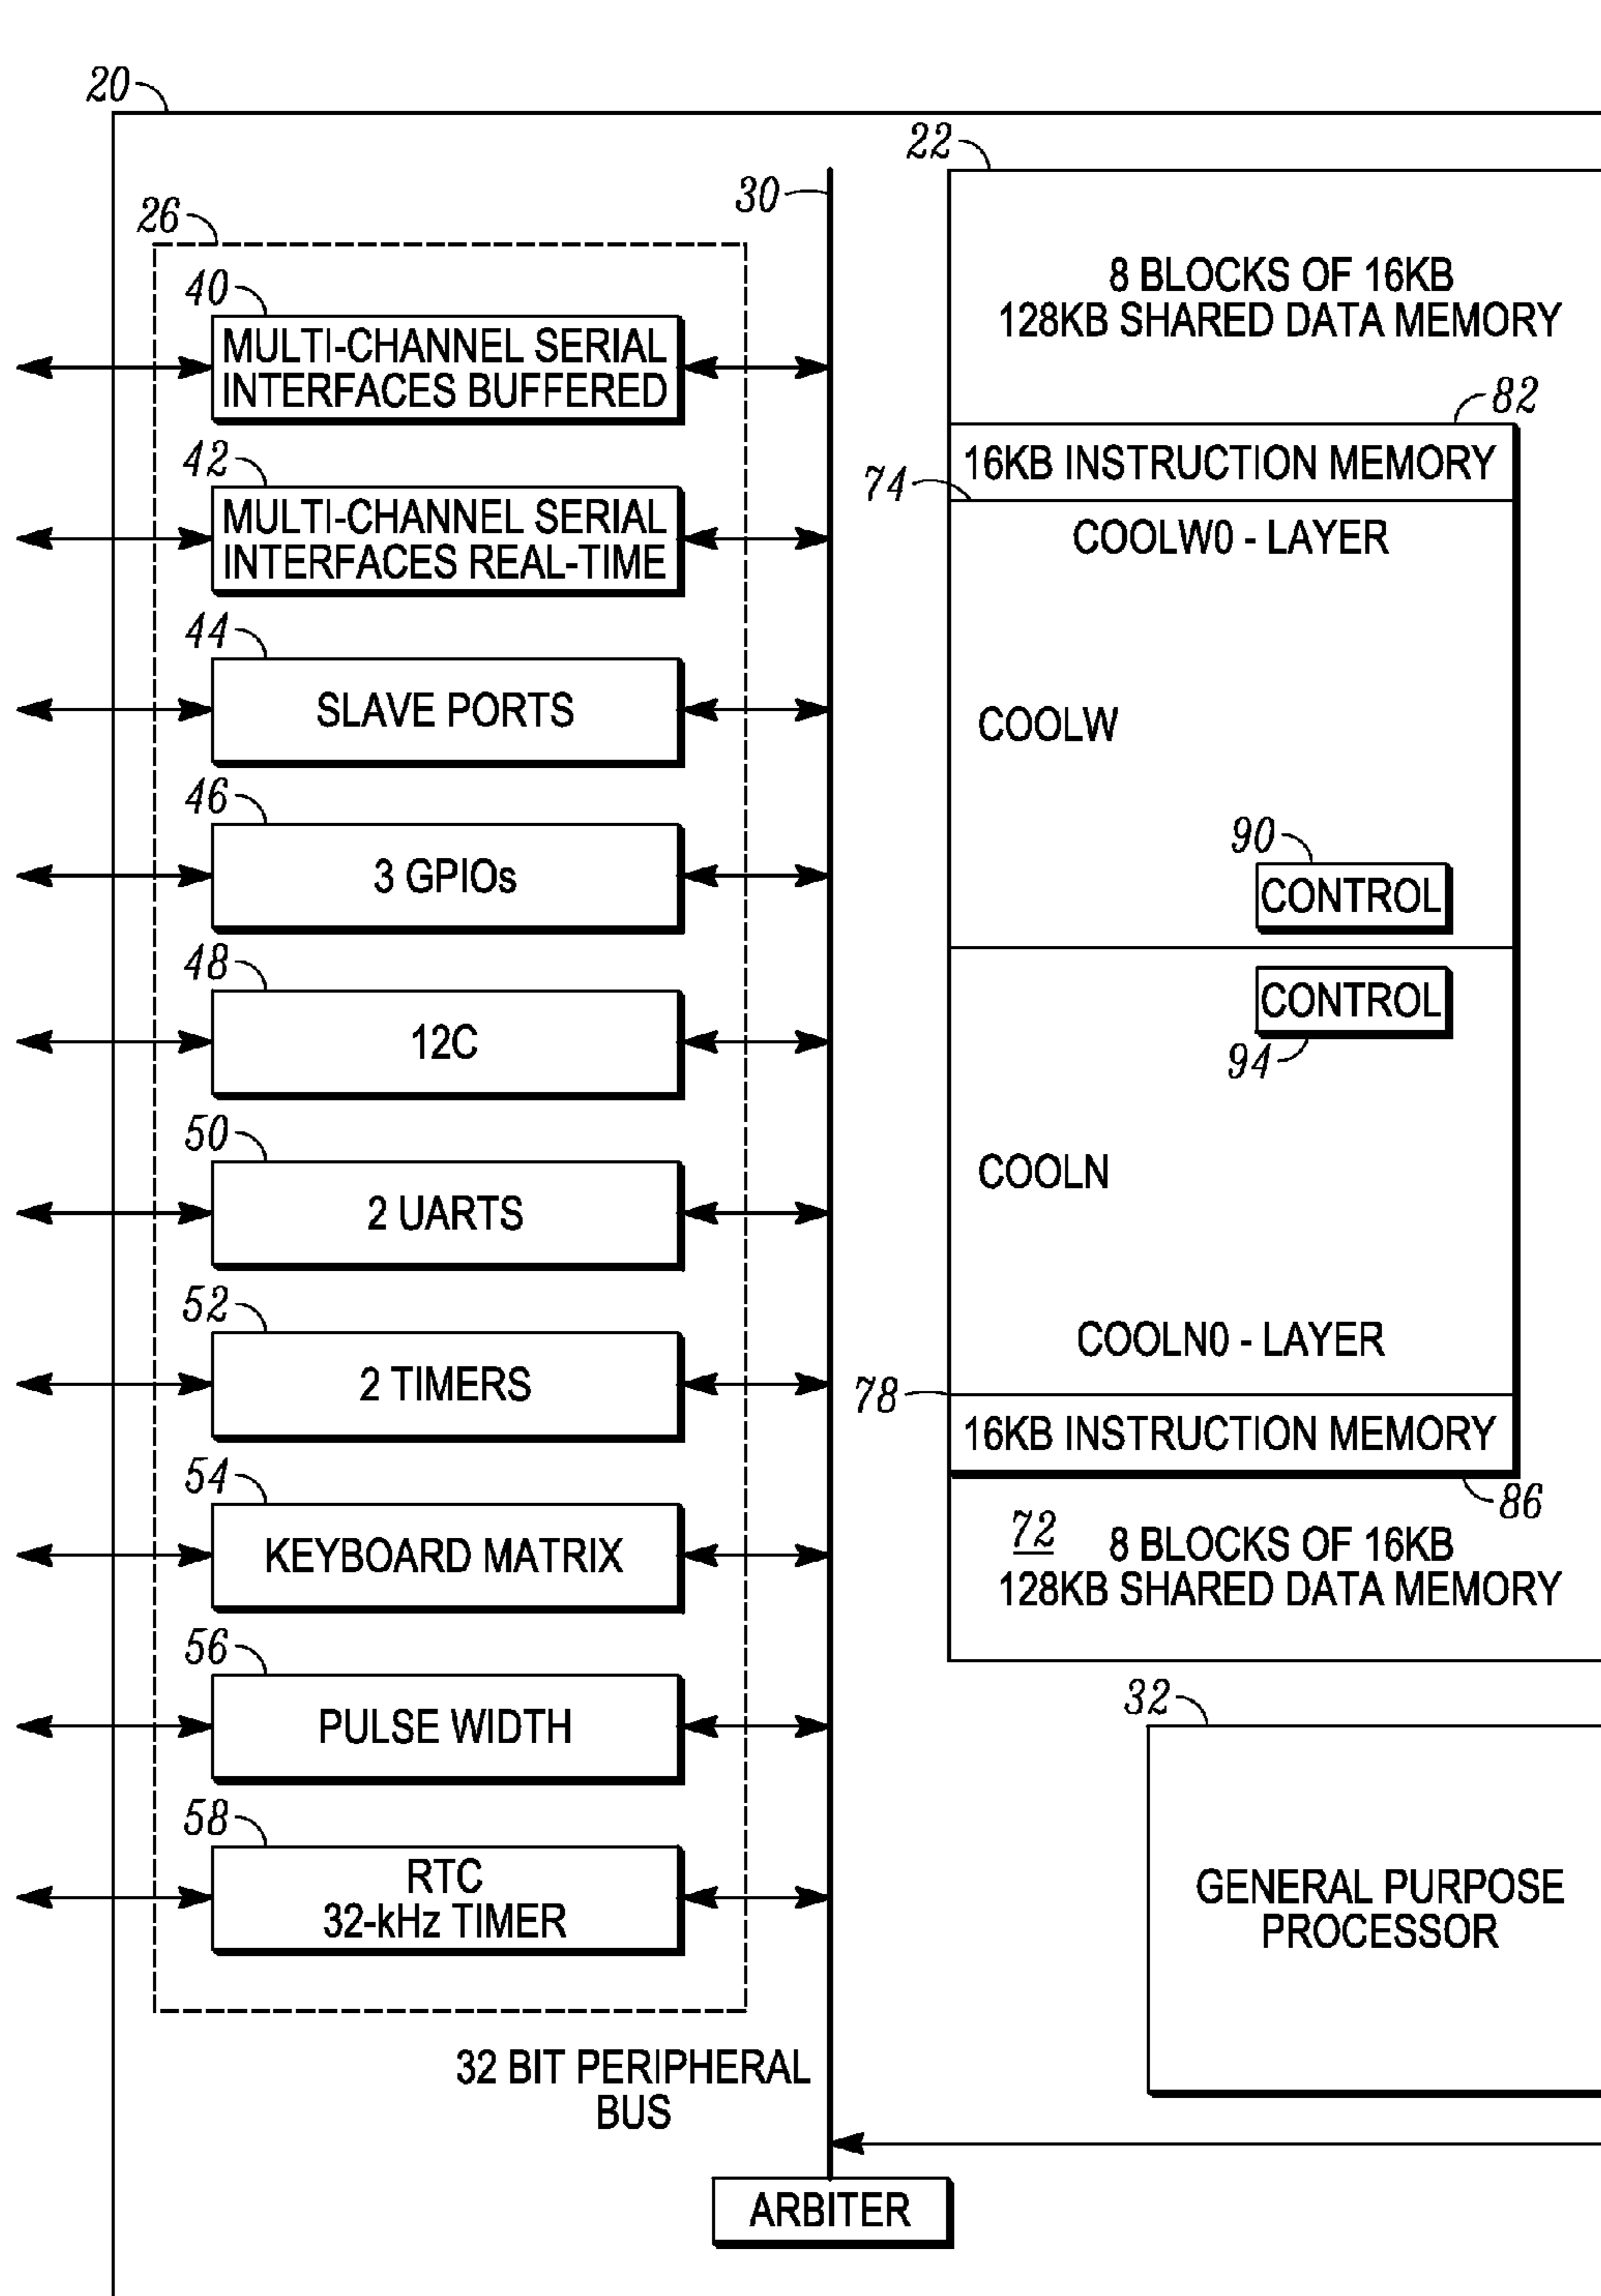 20
22
30
26
8 BLOCKS OF 16KB
128KB SHARED DATA MEMORY
40
MULTI-CHANNEL SERIAL
INTERFACES BUFFERED
82
16KB INSTRUCTION MEMORY
42
74
MULTI-CHANNEL SERIAL
INTERFACES REAL-TIME
COOLW0 - LAYER
44
SLAVE PORTS
COOLW
46
3 GPIOs
90
CONTROL
48
12C
CONTROL
94
50
2 UARTS
COOLN
52
2 TIMERS
COOLN0 - LAYER
78
16KB INSTRUCTION MEMORY
86
54
KEYBOARD MATRIX
72
8 BLOCKS OF 16KB
128KB SHARED DATA MEMORY
56
PULSE WIDTH
32
58
RTC
32-kHz TIMER
GENERAL PURPOSE
PROCESSOR
32 BIT PERIPHERAL
BUS
ARBITER